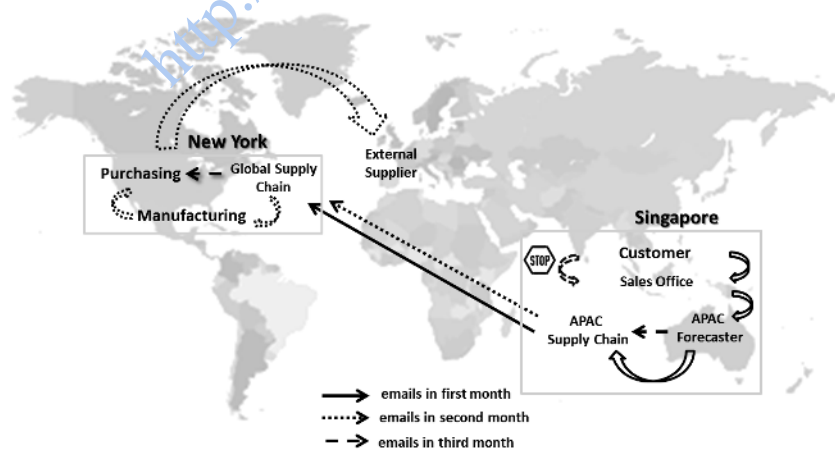 http:
New York
Purchasing
Global Supply
Chain
Manufacturing
External
Supplier
Singapore
STOP
Customer
Sales Office
APAC
Supply Chain
APAC
Forecaster
emails in first month
emails in second month
emails in third month